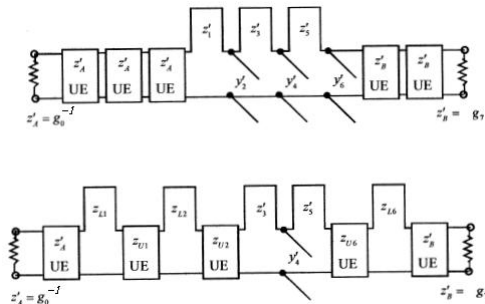 z'1 z'3 z'5
z'A z'A z'A y'2 y'4 y'6 z'B z'B
UE UE UE UE UE
z'A = g0^-1 z'B = g7
zL1 zL2 z'3 z'5 zL6
z'A zU1 zU2 y'4 zU6 z'B
UE UE UE UE UE
z'A = g0^-1 z'B = g